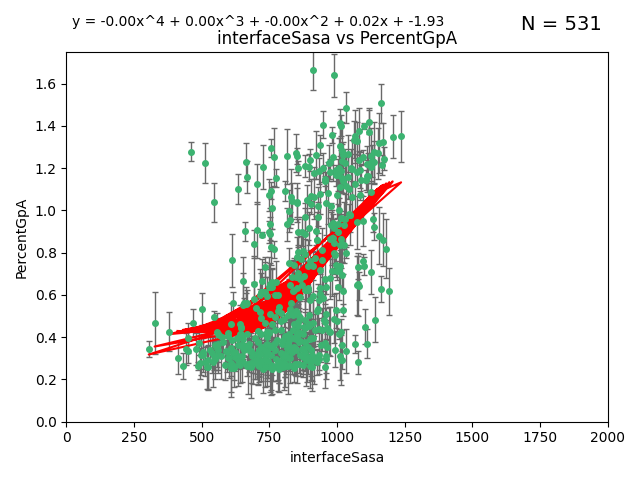 y = -0.00x^4 + 0.00x^3 + -0.00x^2 + 0.02x + -1.93
N = 531
interfaceSasa vs PercentGpA
1.6
1.4
1.2
1.0
0.8
0.6
0.4
0.2
0.0
PercentGpA
0 250 500 750 1000 1250 1500 1750 2000
interfaceSasa